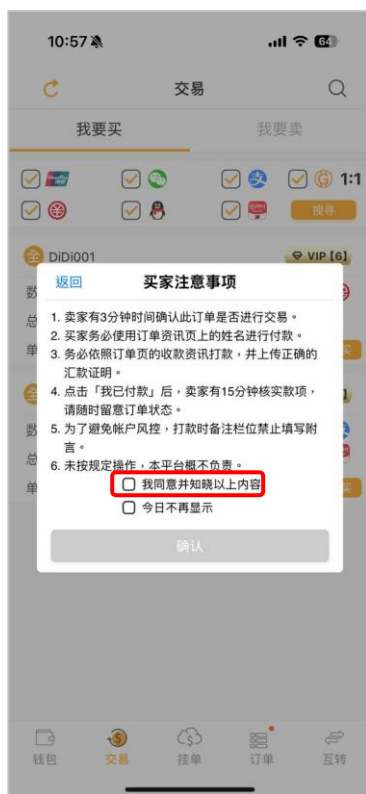 10:57
64
交易
我要买
我要卖
1:1
搜寻
全 DiDi001
VIP【6】
返回
买家注意事项
数
总
单
1. 卖家有3分钟时间确认此订单是否进行交易。
2. 买家务必使用订单资讯页上的姓名进行付款。
3. 务必依照订单页的收款资讯打款，并上传正确的
汇款证明。
4. 点击「我已付款」后，卖家有15分钟核实款项，
请随时留意订单状态。
5. 为了避免帐户风控，打款时备注栏位禁止填写附
言。
6. 未按规定操作，本平台概不负责。
数
总
单
我同意并知晓以上内容
今日不再显示
确认
钱包
交易
挂单
订单
互转